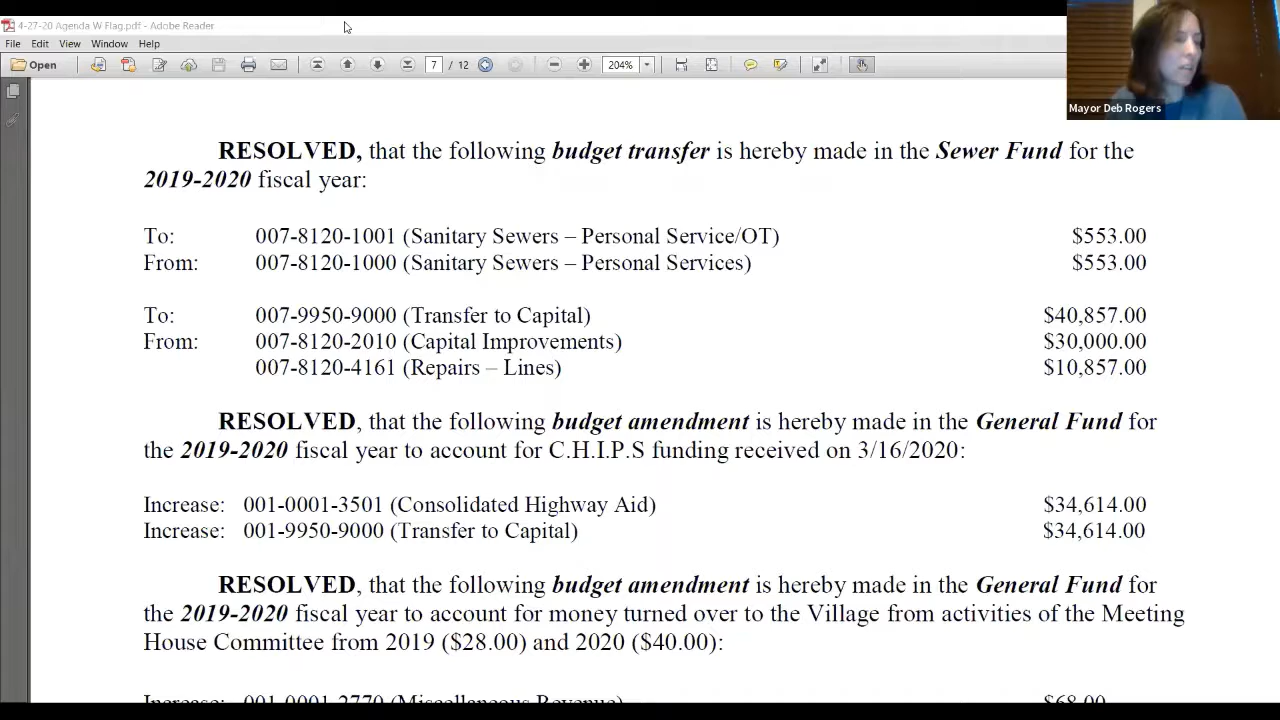 4-27-20 Agenda W Flag.pdf - Adobe Reader
File Edit View Window Help
Open 7 / 12 204%
Mayor Deb Rogers
RESOLVED, that the following budget transfer is hereby made in the Sewer Fund for the
2019-2020 fiscal year:
To: 007-8120-1001 (Sanitary Sewers – Personal Service/OT) $553.00
From: 007-8120-1000 (Sanitary Sewers – Personal Services) $553.00
To: 007-9950-9000 (Transfer to Capital) $40,857.00
From: 007-8120-2010 (Capital Improvements) $30,000.00
007-8120-4161 (Repairs – Lines) $10,857.00
RESOLVED, that the following budget amendment is hereby made in the General Fund for
the 2019-2020 fiscal year to account for C.H.I.P.S funding received on 3/16/2020:
Increase: 001-0001-3501 (Consolidated Highway Aid) $34,614.00
Increase: 001-9950-9000 (Transfer to Capital) $34,614.00
RESOLVED, that the following budget amendment is hereby made in the General Fund for
the 2019-2020 fiscal year to account for money turned over to the Village from activities of the Meeting
House Committee from 2019 ($28.00) and 2020 ($40.00):
Increase: 001-0001-2770 (Miscellaneous Revenue) $68.00